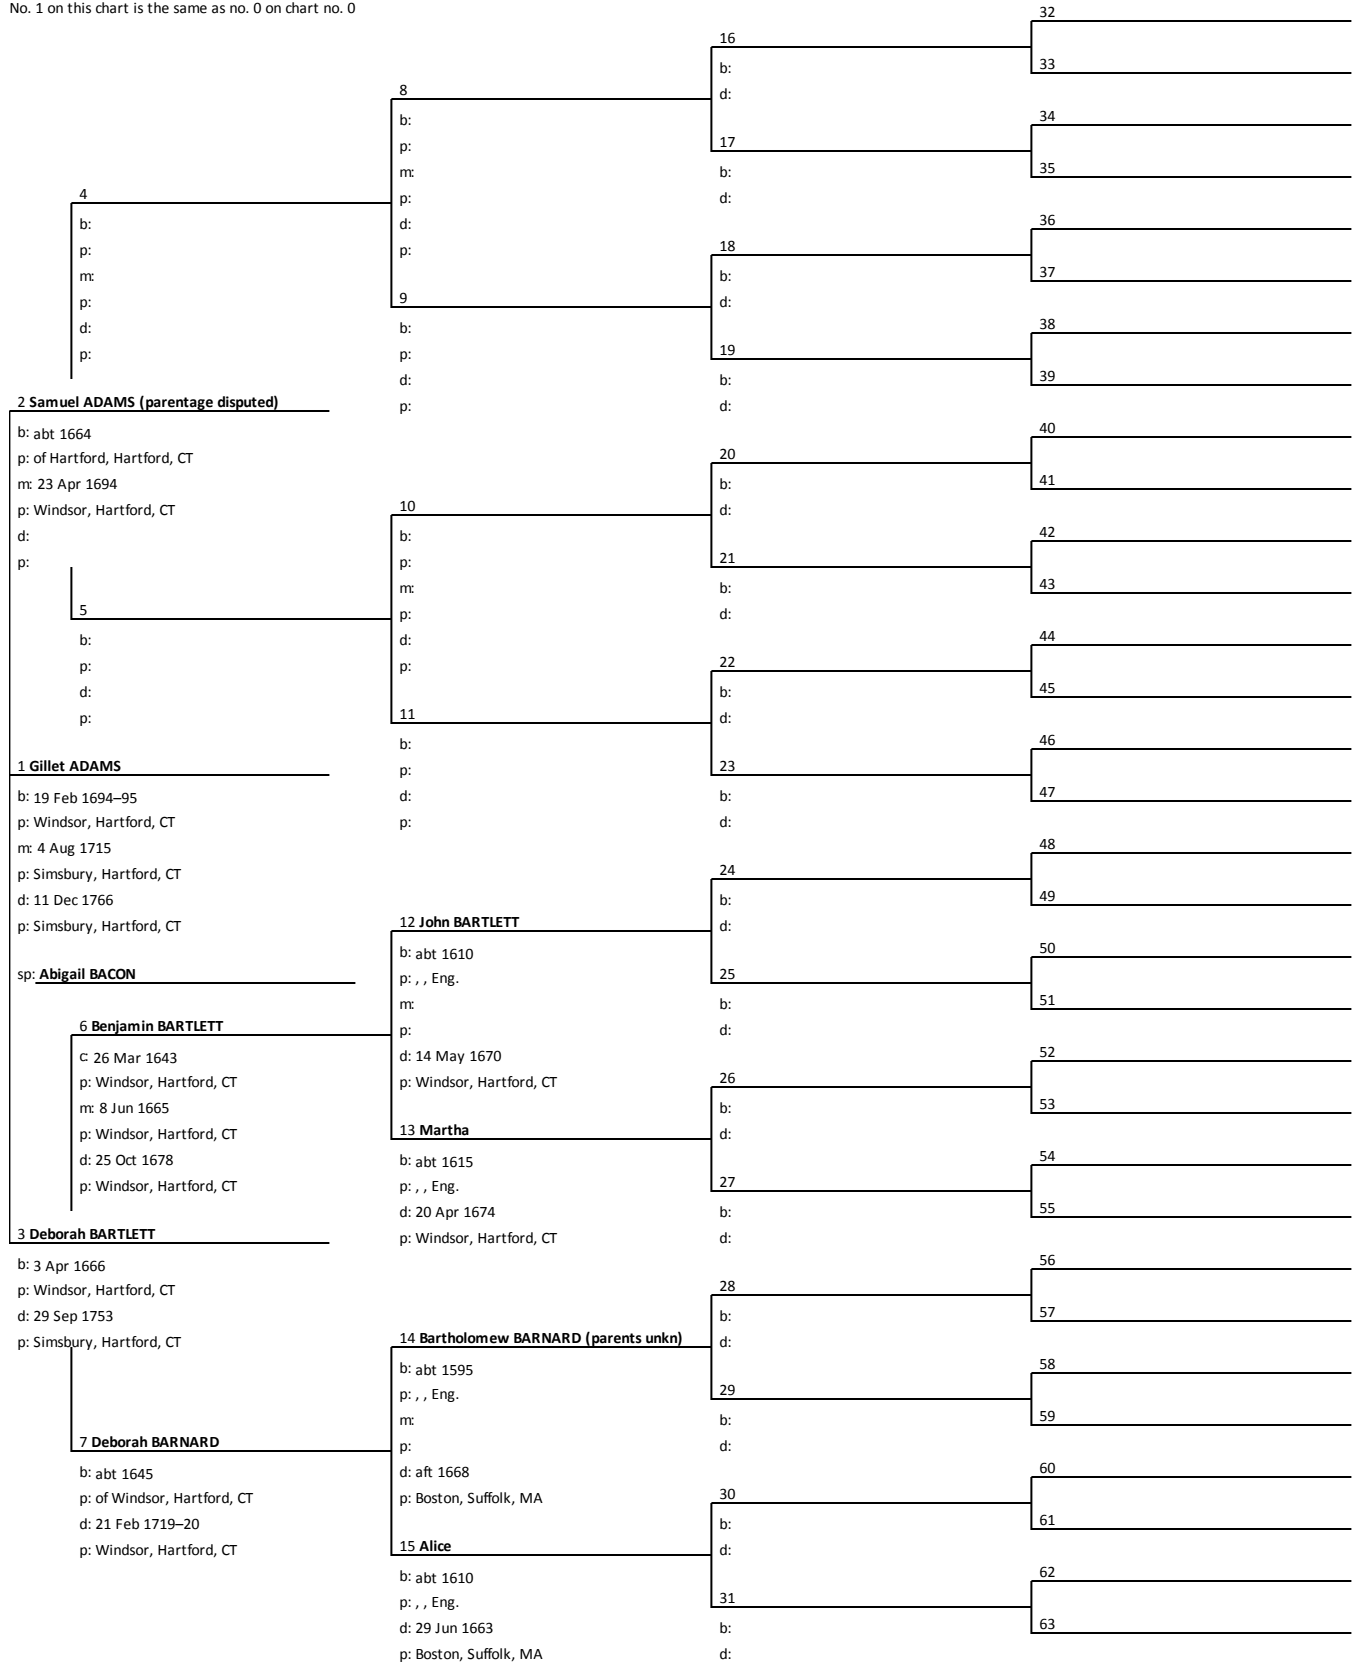 No. 1 on this chart is the same as no. 0 on chart no. 0
4
b:
p:
m:
p:
d:
p:
2 Samuel ADAMS (parentage disputed)
b: abt 1664
p: of Hartford, Hartford, CT
m: 23 Apr 1694
p: Windsor, Hartford, CT
d:
p:
5
b:
p:
d:
p:
1 Gillet ADAMS
b: 19 Feb 1694–95
p: Windsor, Hartford, CT
m: 4 Aug 1715
p: Simsbury, Hartford, CT
d: 11 Dec 1766
p: Simsbury, Hartford, CT
sp: Abigail BACON
6 Benjamin BARTLETT
c: 26 Mar 1643
p: Windsor, Hartford, CT
m: 8 Jun 1665
p: Windsor, Hartford, CT
d: 25 Oct 1678
p: Windsor, Hartford, CT
3 Deborah BARTLETT
b: 3 Apr 1666
p: Windsor, Hartford, CT
d: 29 Sep 1753
p: Simsbury, Hartford, CT
7 Deborah BARNARD
b: abt 1645
p: of Windsor, Hartford, CT
d: 21 Feb 1719–20
p: Windsor, Hartford, CT
8
b:
p:
m:
p:
d:
p:
9
b:
p:
d:
p:
10
b:
p:
m:
p:
d:
p:
11
b:
p:
d:
p:
12 John BARTLETT
b: abt 1610
p: , , Eng.
m:
p:
d: 14 May 1670
p: Windsor, Hartford, CT
13 Martha
b: abt 1615
p: , , Eng.
d: 20 Apr 1674
p: Windsor, Hartford, CT
14 Bartholomew BARNARD (parents unkn)
b: abt 1595
p: , , Eng.
m:
p:
d: aft 1668
p: Boston, Suffolk, MA
15 Alice
b: abt 1610
p: , , Eng.
d: 29 Jun 1663
p: Boston, Suffolk, MA
16
b:
d:
17
b:
d:
18
b:
d:
19
b:
d:
20
b:
d:
21
b:
d:
22
b:
d:
23
b:
d:
24
b:
d:
25
b:
d:
26
b:
d:
27
b:
d:
28
b:
d:
29
b:
d:
30
b:
d:
31
b:
d:
32
33
34
35
36
37
38
39
40
41
42
43
44
45
46
47
48
49
50
51
52
53
54
55
56
57
58
59
60
61
62
63